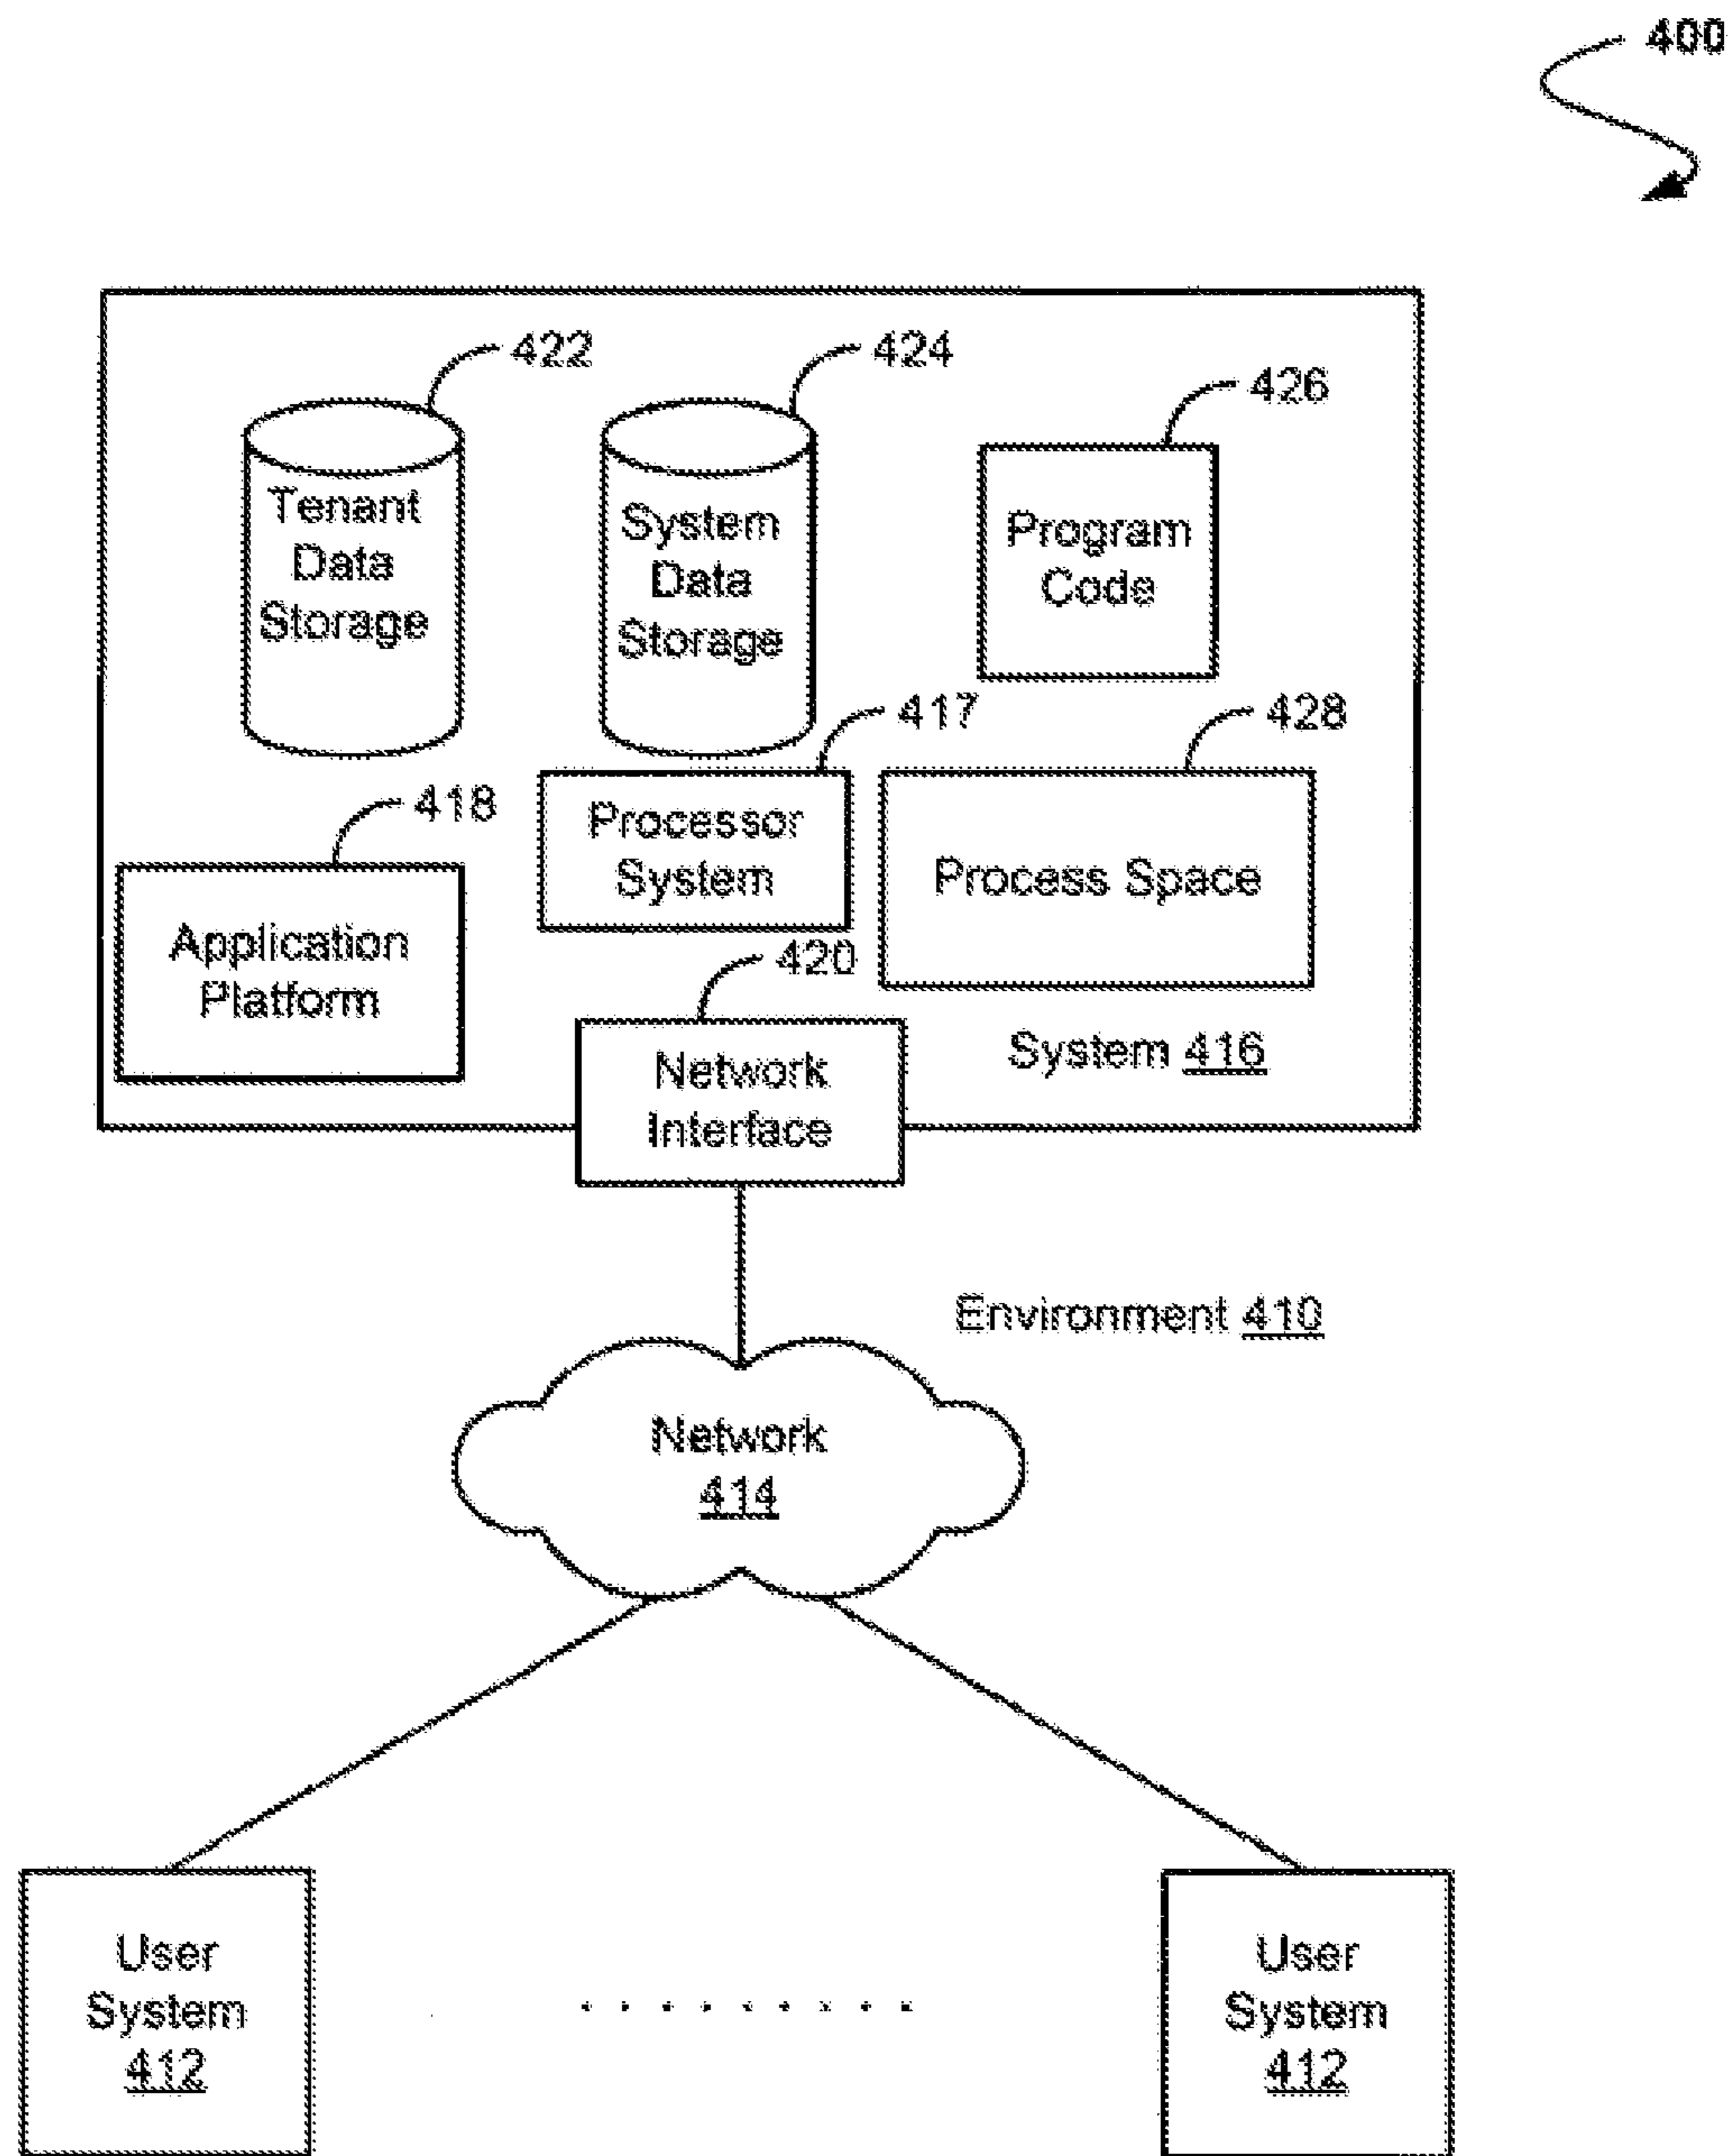 400
422
424
426
Tenant
Data
Storage
System
Data
Storage
Program
Code
417
428
418
Processor
System
Process Space
Application
Platform
420
Network
Interface
System 416
Environment 410
Network
414
User
System
412
. . . . . . . . .
User
System
412